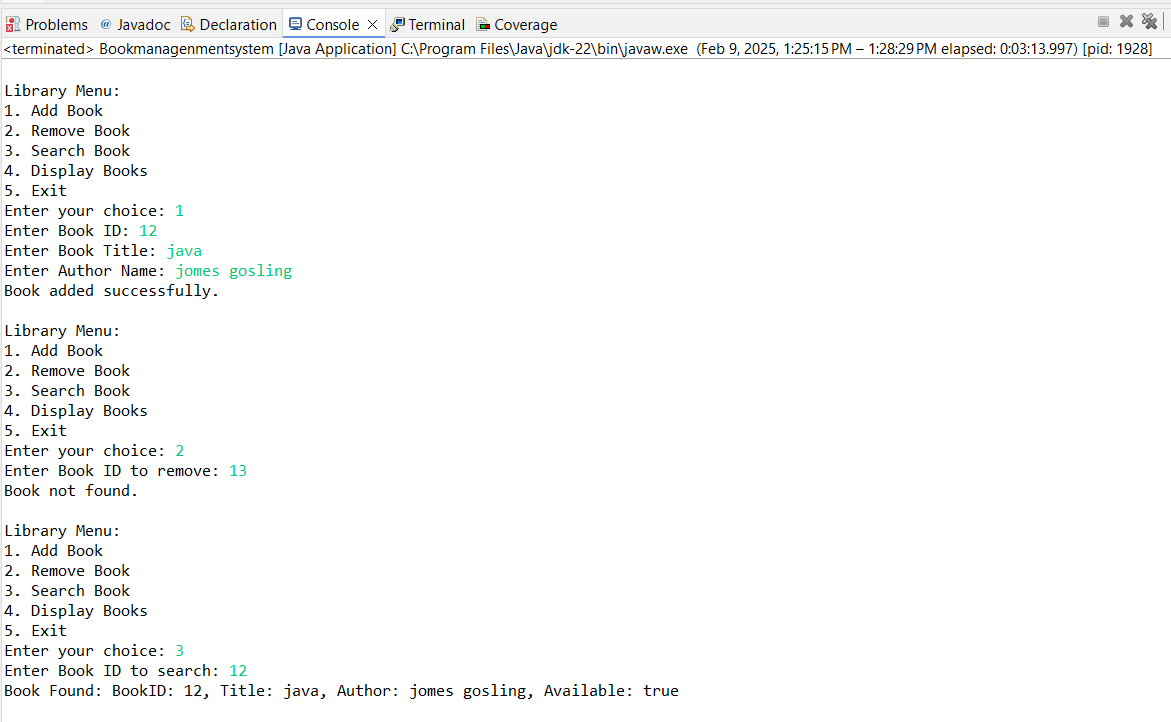 Problems @ Javadoc Declaration Console Terminal Coverage
<terminated> Bookmanagenmentsystem [Java Application] C:\Program Files\Java\jdk-22\bin\javaw.exe (Feb 9, 2025, 1:25:15 PM – 1:28:29 PM elapsed: 0:03:13.997) [pid: 1928]
Library Menu:
1. Add Book
2. Remove Book
3. Search Book
4. Display Books
5. Exit
Enter your choice: 1
Enter Book ID: 12
Enter Book Title: java
Enter Author Name: jomes gosling
Book added successfully.
Library Menu:
1. Add Book
2. Remove Book
3. Search Book
4. Display Books
5. Exit
Enter your choice: 2
Enter Book ID to remove: 13
Book not found.
Library Menu:
1. Add Book
2. Remove Book
3. Search Book
4. Display Books
5. Exit
Enter your choice: 3
Enter Book ID to search: 12
Book Found: BookID: 12, Title: java, Author: jomes gosling, Available: true